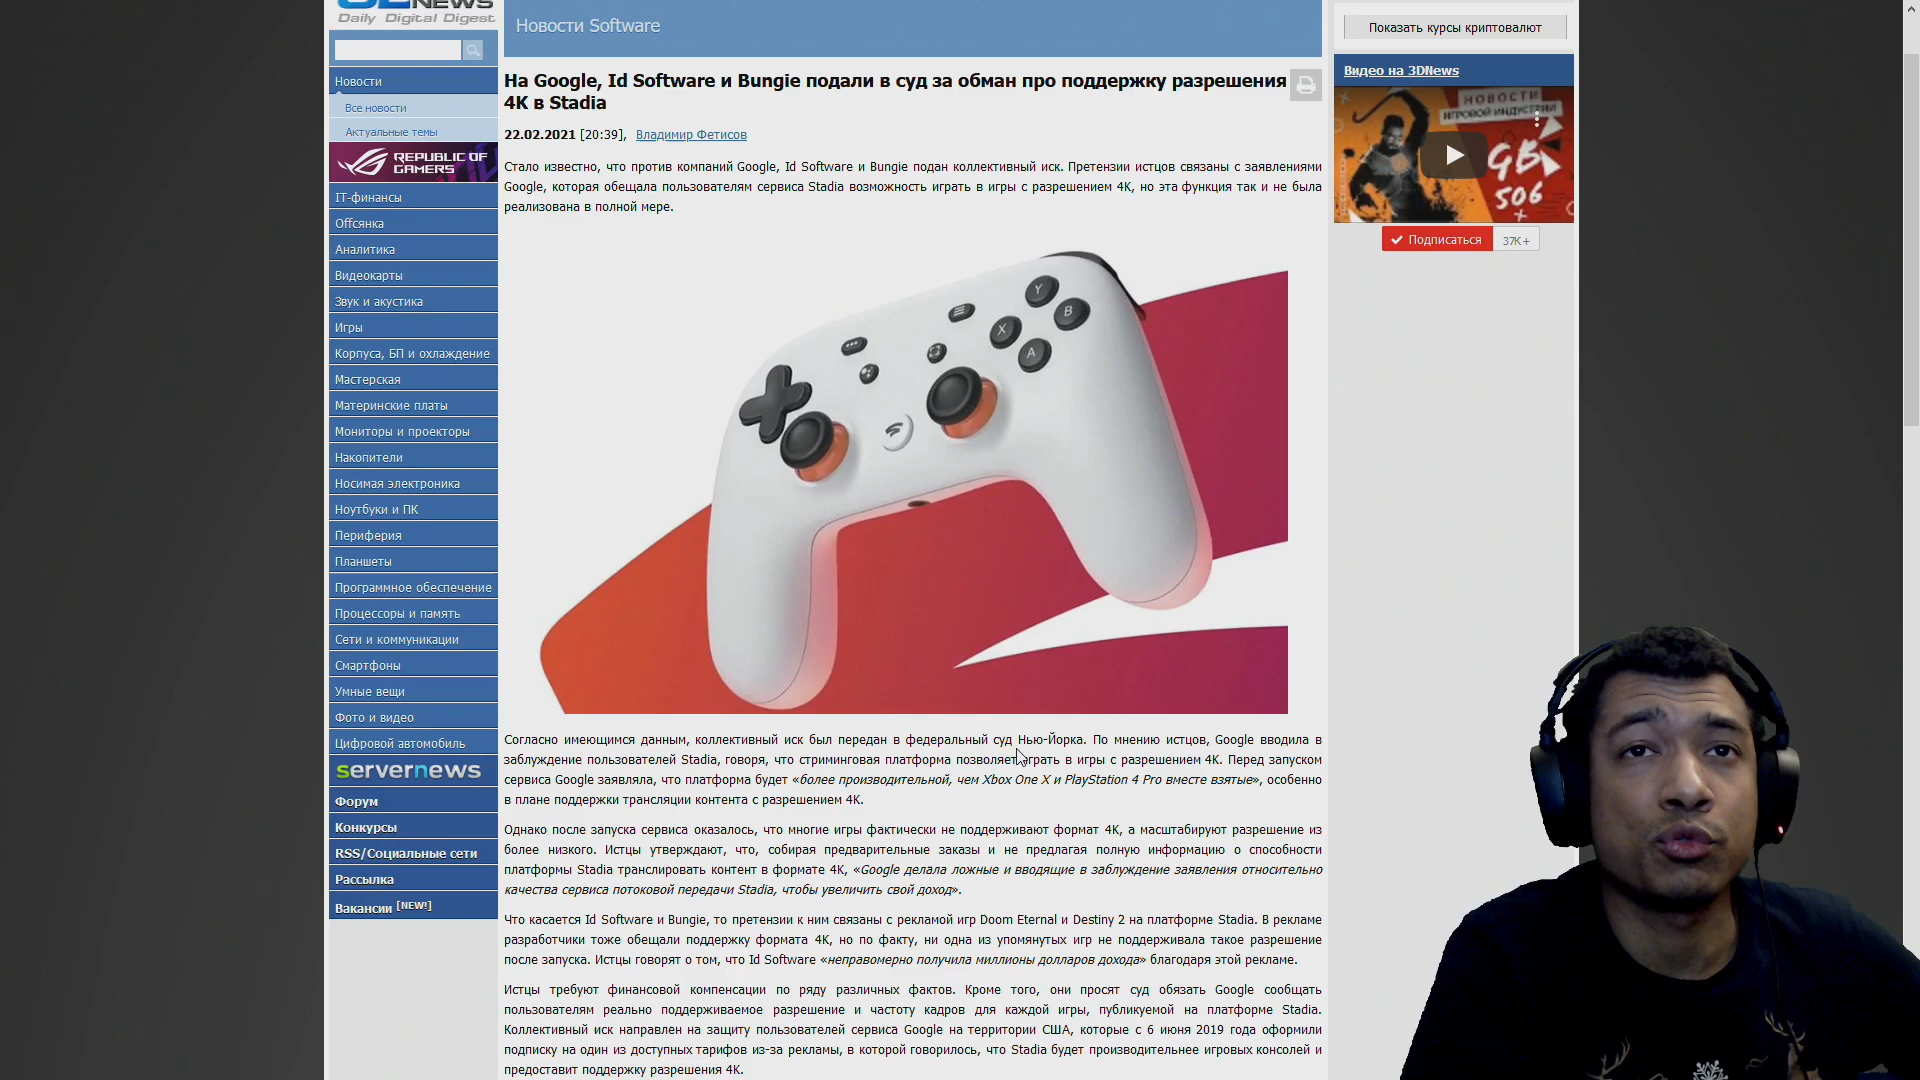 NEWS
Daily Digital Digest
Новости Software
Показать курсы криптовалют
Новости
Все новости
Актуальные темы
REPUBLIC OF
GAMERS
IT-финансы
Offсянка
Аналитика
Видеокарты
Звук и акустика
Игры
Корпуса, БП и охлаждение
Мастерская
Материнские платы
Мониторы и проекторы
Накопители
Носимая электроника
Ноутбуки и ПК
Периферия
Планшеты
Программное обеспечение
Процессоры и память
Сети и коммуникации
Смартфоны
Умные вещи
Фото и видео
Цифровой автомобиль
servernews
Форум
Конкурсы
RSS/Социальные сети
Рассылка
Вакансии [NEW!]
На Google, Id Software и Bungie подали в суд за обман про поддержку разрешения
4K в Stadia
22.02.2021 [20:39], Владимир Фетисов
Стало известно, что против компаний Google, Id Software и Bungie подан коллективный иск. Претензии истцов связаны с заявлениями
Google, которая обещала пользователям сервиса Stadia возможность играть в игры с разрешением 4K, но эта функция так и не была
реализована в полной мере.
Y
B
X
A
Согласно имеющимся данным, коллективный иск был передан в федеральный суд Нью-Йорка. По мнению истцов, Google вводила в
заблуждение пользователей Stadia, говоря, что стриминговая платформа позволяет играть в игры с разрешением 4K. Перед запуском
сервиса Google заявляла, что платформа будет «более производительной, чем Xbox One X и PlayStation 4 Pro вместе взятые», особенно
в плане поддержки трансляции контента с разрешением 4K.
Однако после запуска сервиса оказалось, что многие игры фактически не поддерживают формат 4K, а масштабируют разрешение из
более низкого. Истцы утверждают, что, собирая предварительные заказы и не предлагая полную информацию о способности
платформы Stadia транслировать контент в формате 4K, «Google делала ложные и вводящие в заблуждение заявления относительно
качества сервиса потоковой передачи Stadia, чтобы увеличить свой доход».
Что касается Id Software и Bungie, то претензии к ним связаны с рекламой игр Doom Eternal и Destiny 2 на платформе Stadia. В рекламе
разработчики тоже обещали поддержку формата 4K, но по факту, ни одна из упомянутых игр не поддерживала такое разрешение
после запуска. Истцы говорят о том, что Id Software «неправомерно получила миллионы долларов дохода» благодаря этой рекламе.
Истцы требуют финансовой компенсации по ряду различных фактов. Кроме того, они просят суд обязать Google сообщать
пользователям реально поддерживаемое разрешение и частоту кадров для каждой игры, публикуемой на платформе Stadia.
Коллективный иск направлен на защиту пользователей сервиса Google на территории США, которые с 6 июня 2019 года оформили
подписку на один из доступных тарифов из-за рекламы, в которой говорилось, что Stadia будет производительнее игровых консолей и
предоставит поддержку разрешения 4K.
Видео на 3DNews
НОВОСТИ
ИГРОВОЙ ИНДУСТРИИ
GB
506
Подписаться
37K+